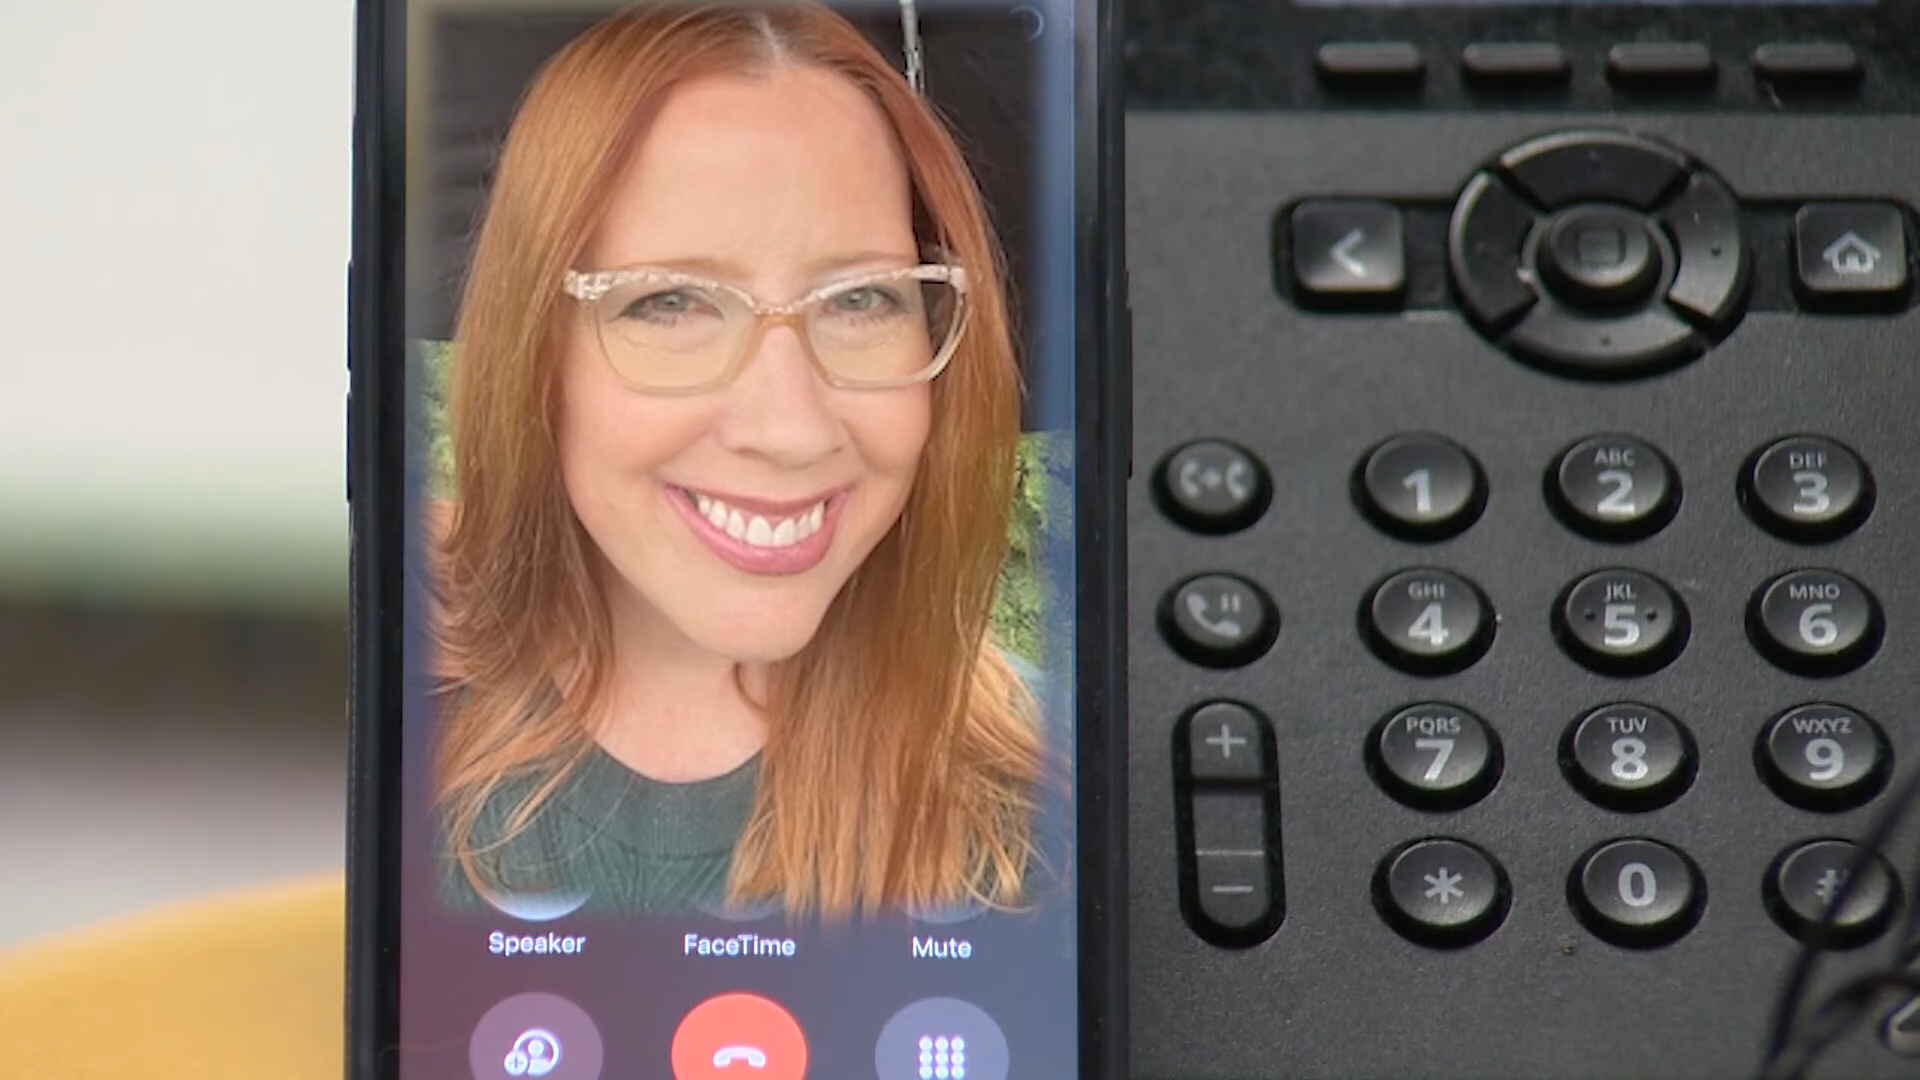 Speaker FaceTime Mute
1 ABC 2 DEF 3
GHI 4 JKL 5 MNO 6
PQRS 7 TUV 8 WXYZ 9
* 0 #
+
−